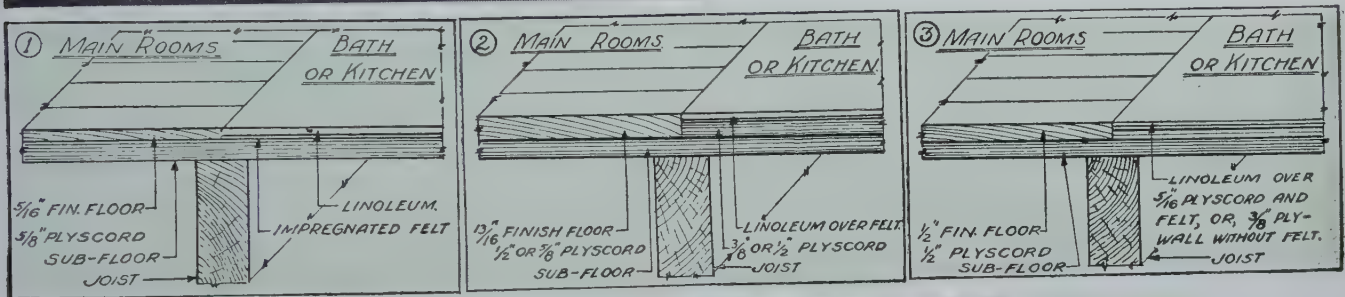 ① MAIN ROOMS
BATH
OR KITCHEN
5/16" FIN. FLOOR
5/8" PLYSCORD
SUB-FLOOR
JOIST
LINOLEUM.
IMPREGNATED FELT
② MAIN ROOMS
BATH
OR KITCHEN
13/16" FINISH FLOOR
1/2" OR 5/8" PLYSCORD
SUB-FLOOR
LINOLEUM OVER FELT.
3/8" OR 1/2" PLYSCORD
JOIST
③ MAIN ROOMS
BATH
OR KITCHEN
1/2" FIN. FLOOR
1/2" PLYSCORD
SUB-FLOOR
LINOLEUM OVER
5/16" PLYSCORD AND
FELT, OR, 3/8" PLY-
WALL WITHOUT FELT.
JOIST